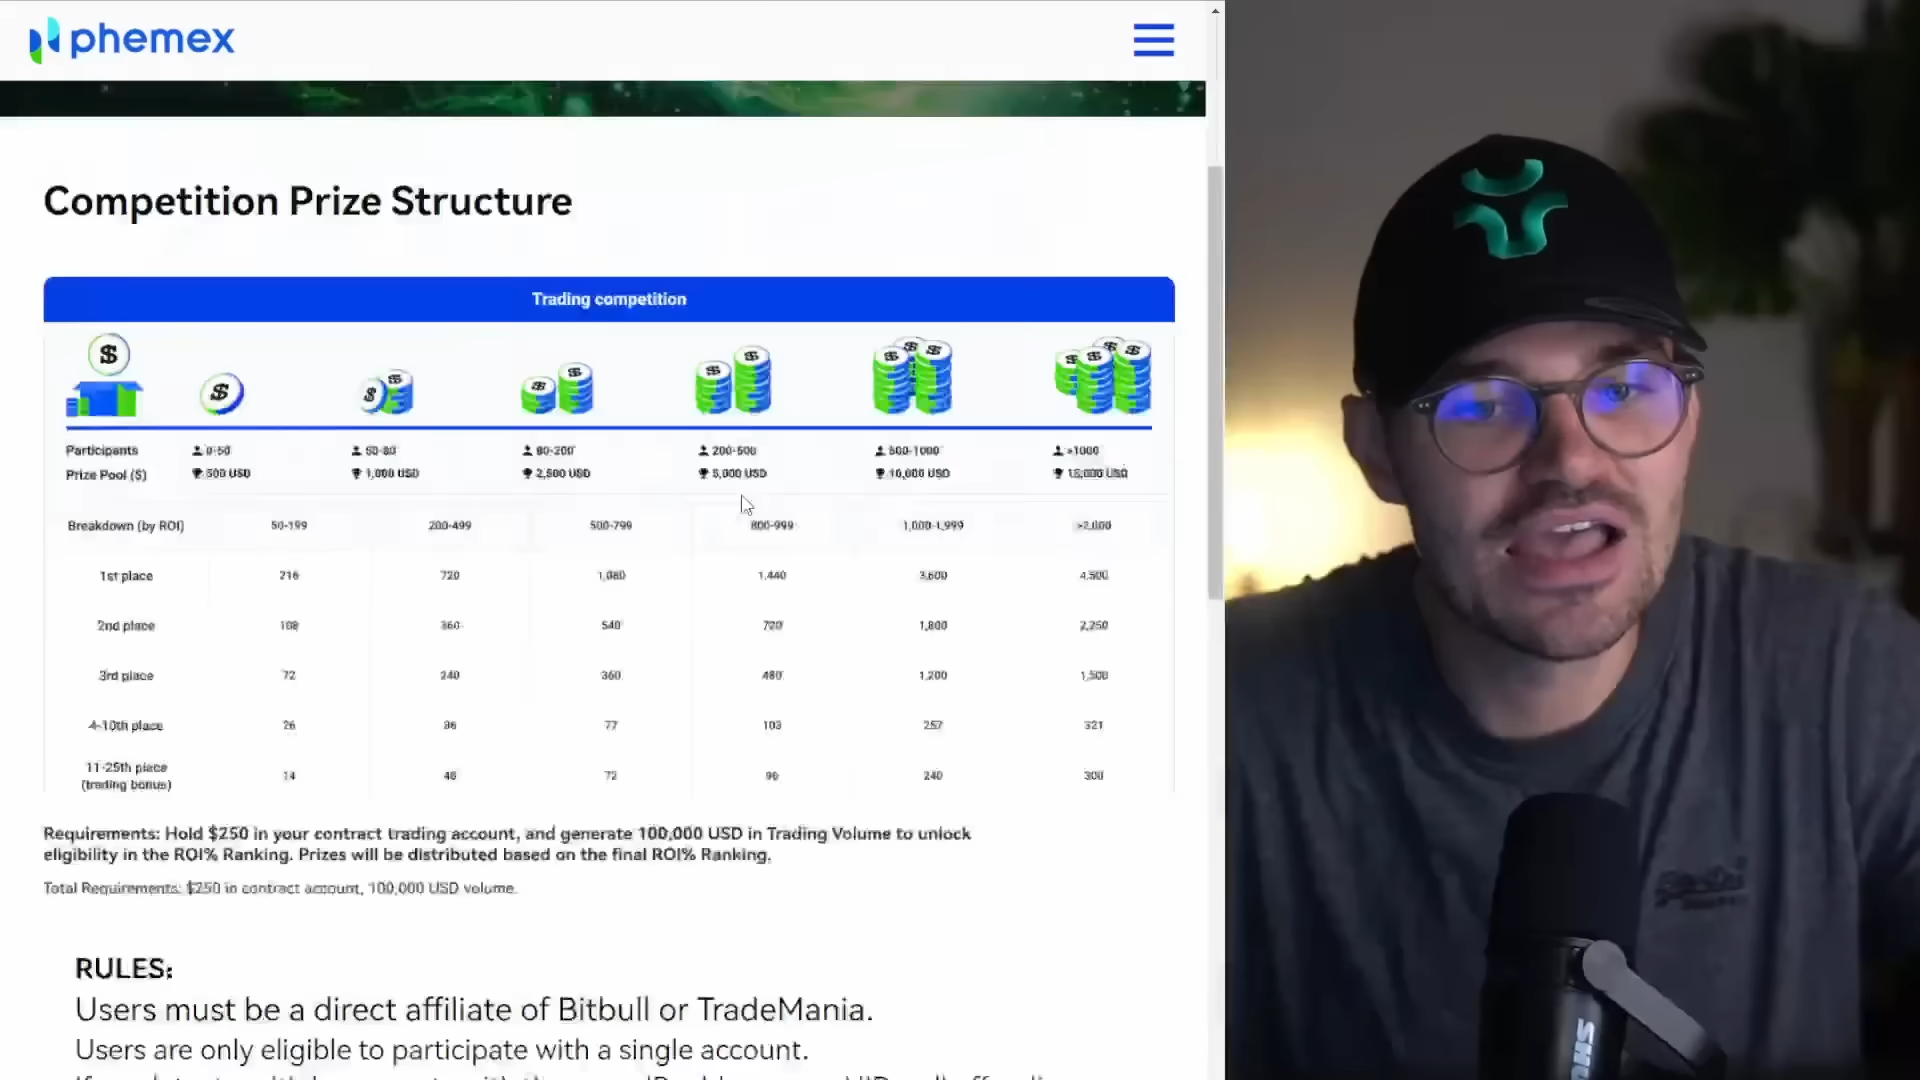 phemex
Competition Prize Structure
Trading competition
Participants 0-50 50-80 80-200 200-500 500-1000 >1000
Prize Pool ($) 500 USD 1,000 USD 2,500 USD 5,000 USD 10,000 USD 15,000 USD
Breakdown (by ROI) 50-199 200-499 500-799 800-999 1,000-1,999 >2,000
1st place 216 720 1,080 1,440 3,600 4,500
2nd place 108 360 540 720 1,800 2,250
3rd place 72 240 360 480 1,200 1,500
4-10th place 26 86 77 103 257 321
11-25th place 14 48 72 96 240 300
(trading bonus)
Requirements: Hold $250 in your contract trading account, and generate 100,000 USD in Trading Volume to unlock
eligibility in the ROI% Ranking. Prizes will be distributed based on the final ROI% Ranking.
Total Requirements: $250 in contract account, 100,000 USD volume.
RULES:
Users must be a direct affiliate of Bitbull or TradeMania.
Users are only eligible to participate with a single account.